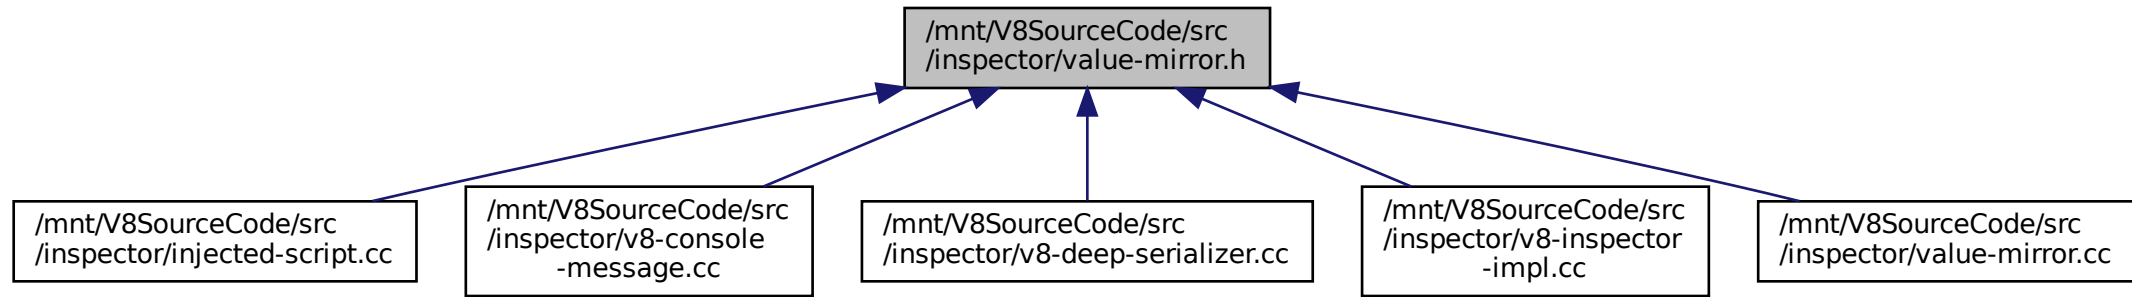 /mnt/V8SourceCode/src
/inspector/value-mirror.h
/mnt/V8SourceCode/src
/inspector/injected-script.cc
/mnt/V8SourceCode/src
/inspector/v8-console
-message.cc
/mnt/V8SourceCode/src
/inspector/v8-deep-serializer.cc
/mnt/V8SourceCode/src
/inspector/v8-inspector
-impl.cc
/mnt/V8SourceCode/src
/inspector/value-mirror.cc